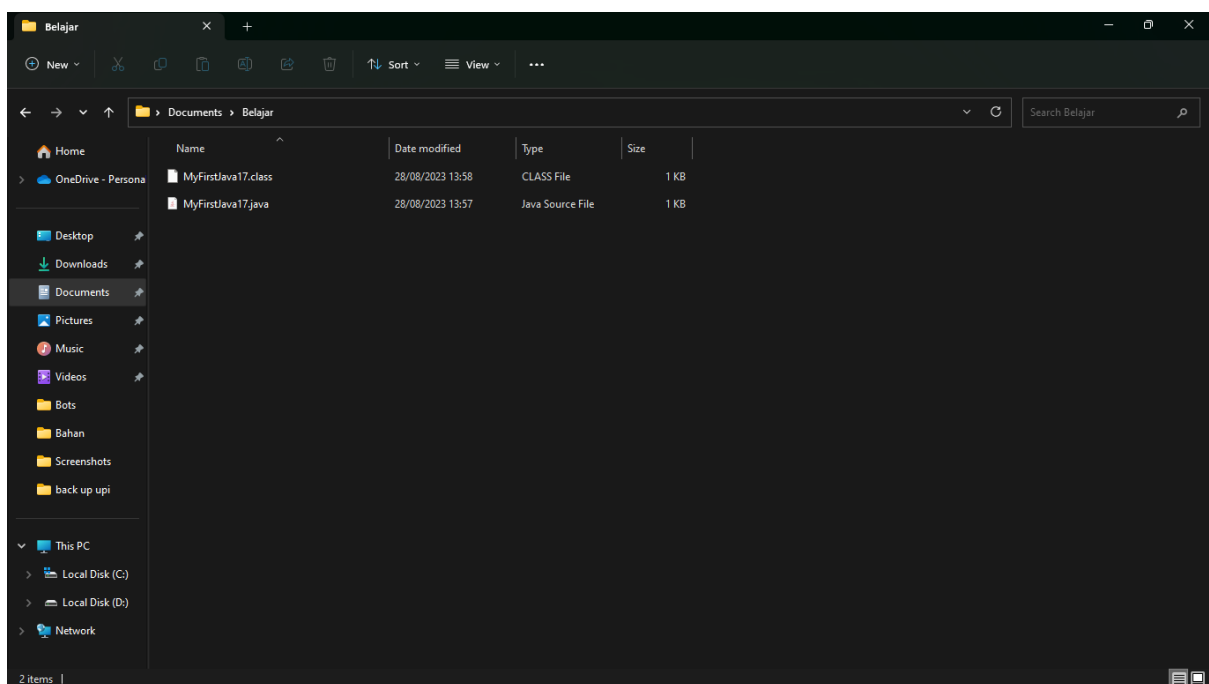 Belajar
New
Sort
View
Documents > Belajar
Search Belajar
Home
OneDrive - Persona
Desktop
Downloads
Documents
Pictures
Music
Videos
Bots
Bahan
Screenshots
back up upi
This PC
Local Disk (C:)
Local Disk (D:)
Network
Name Date modified Type Size
MyFirstJava17.class 28/08/2023 13:58 CLASS File 1 KB
MyFirstJava17.java 28/08/2023 13:57 Java Source File 1 KB
2 items